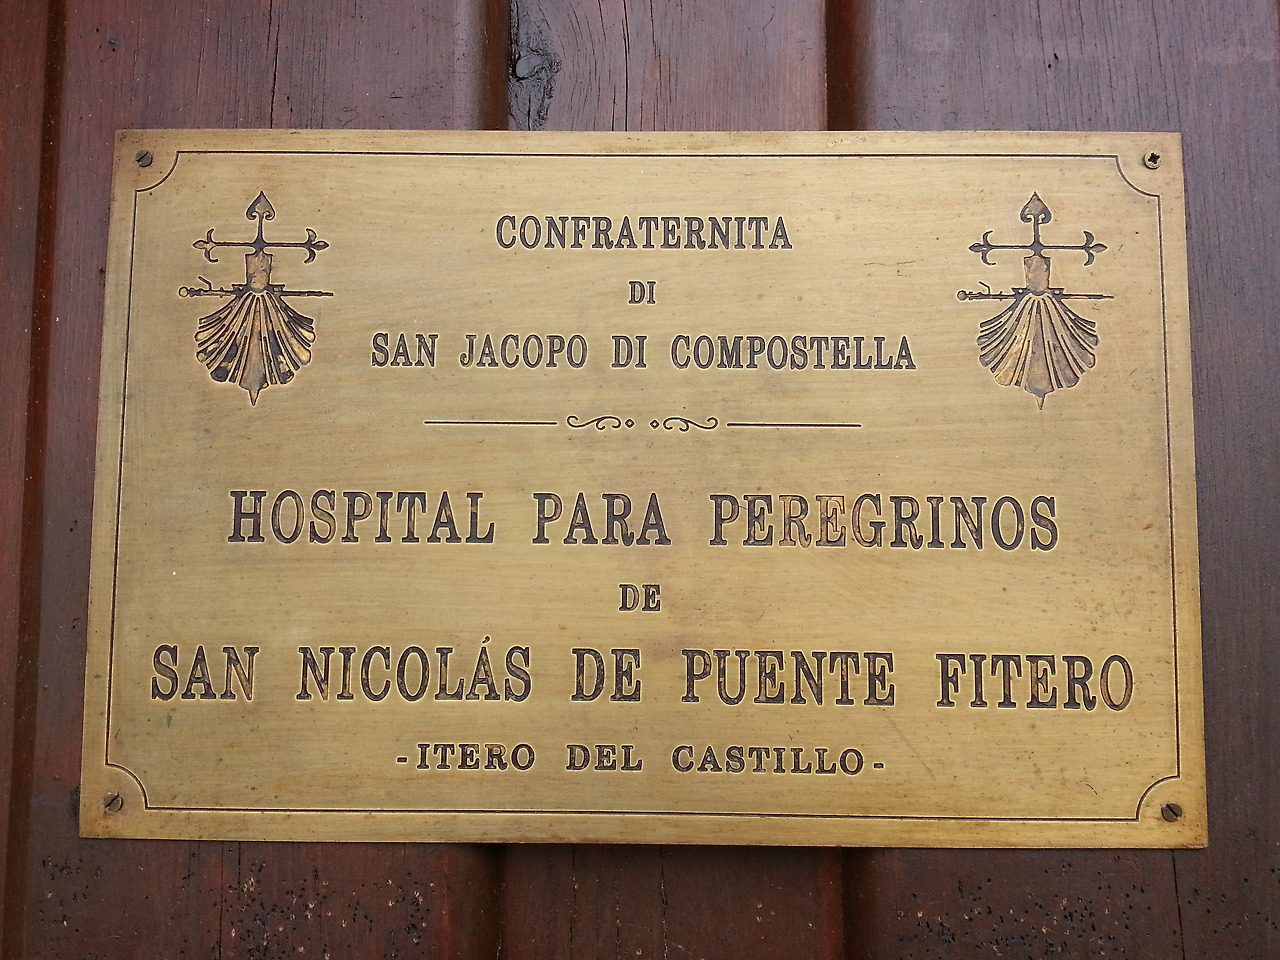 CONFRATERNITA
DI
SAN JACOPO DI COMPOSTELLA
HOSPITAL PARA PEREGRINOS
DE
SAN NICOLÁS DE PUENTE FITERO
-ITERO DEL CASTILLO-